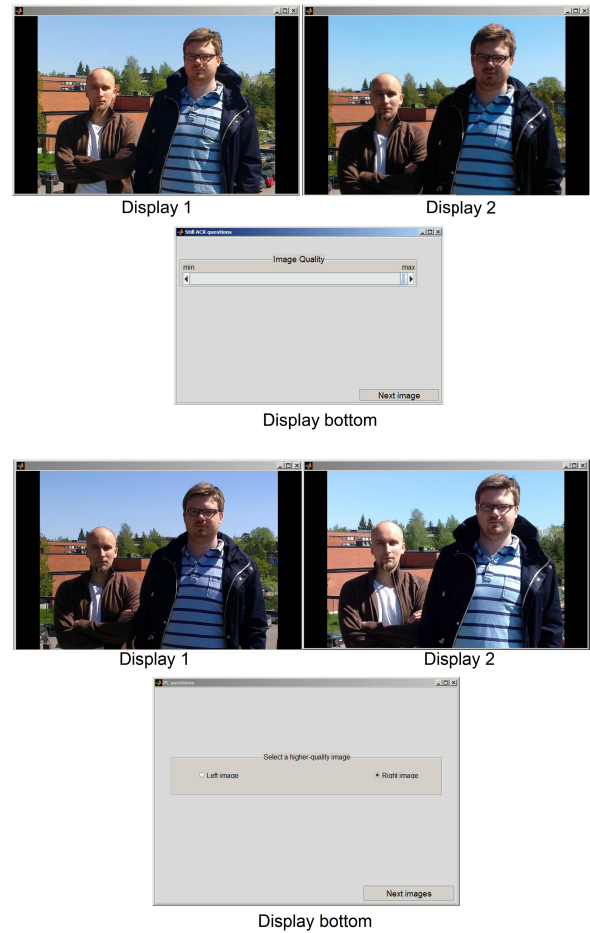 Display 1
Display 2
Still ACR questions
Image Quality
min max
Next image
Display bottom
Display 1
Display 2
PC questions
Select a higher-quality image
Left image Right image
Next images
Display bottom